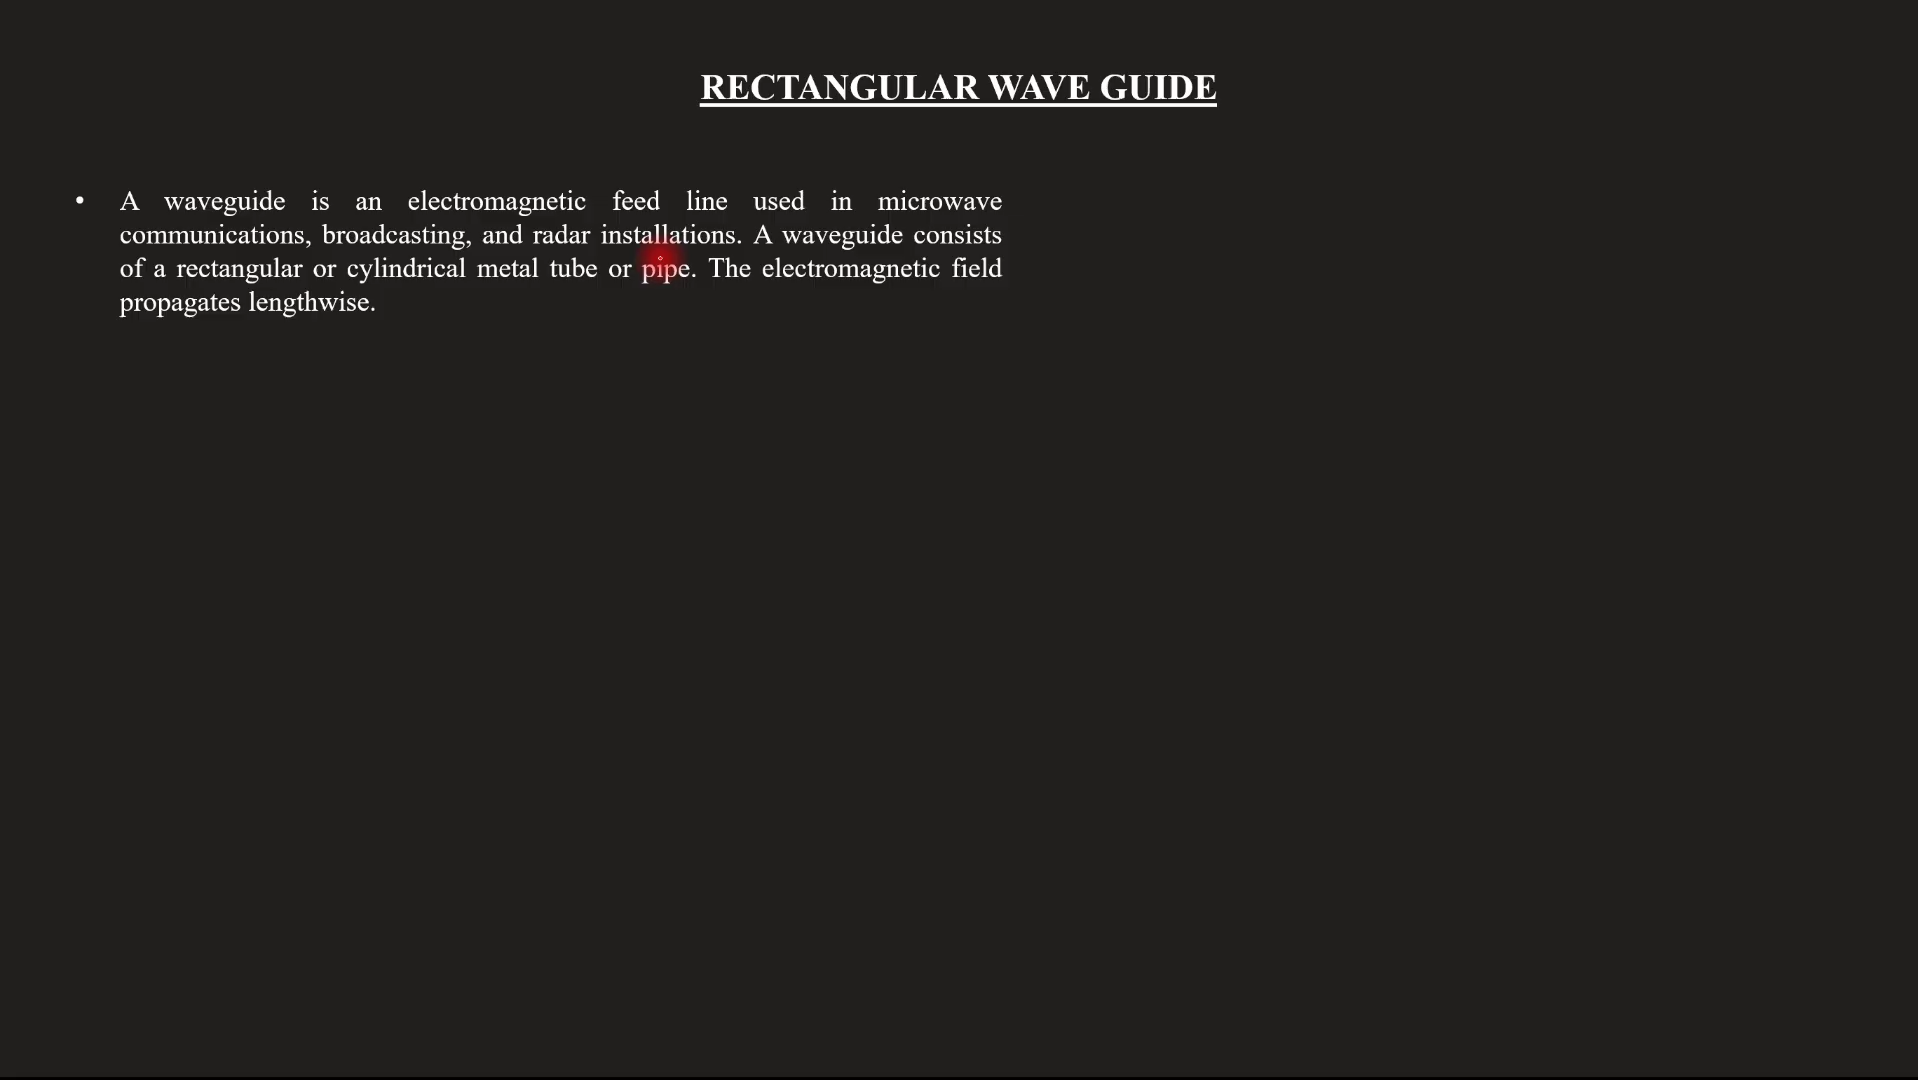 RECTANGULAR WAVE GUIDE
• A waveguide is an electromagnetic feed line used in microwave
communications, broadcasting, and radar installations. A waveguide consists
of a rectangular or cylindrical metal tube or pipe. The electromagnetic field
propagates lengthwise.